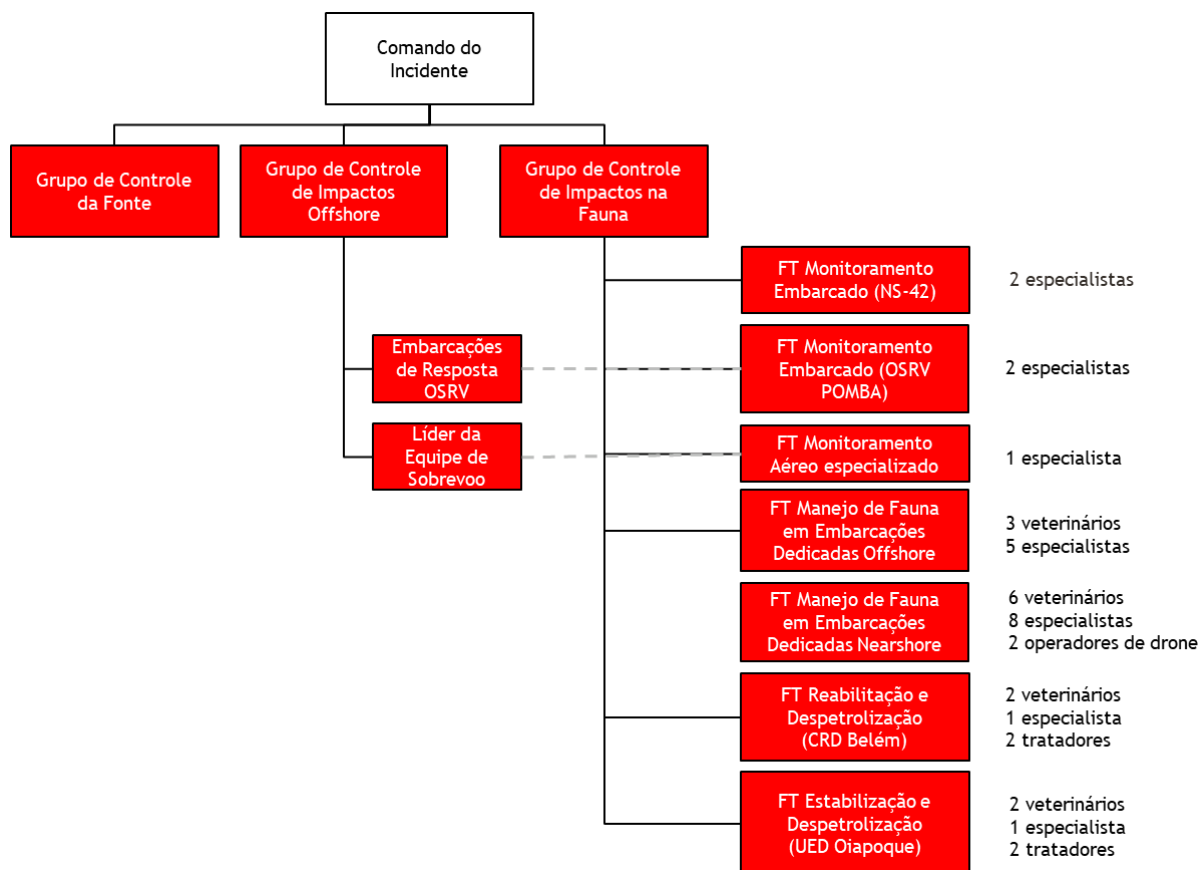 Comando do
Incidente
Grupo de Controle
da Fonte
Grupo de Controle
de Impactos
Offshore
Grupo de Controle
de Impactos na
Fauna
FT Monitoramento
Embarcado (NS-42)
2 especialistas
Embarcações
de Resposta
OSRV
FT Monitoramento
Embarcado (OSRV
POMBA)
2 especialistas
Líder da
Equipe de
Sobrevoo
FT Monitoramento
Aéreo especializado
1 especialista
FT Manejo de Fauna
em Embarcações
Dedicadas Offshore
3 veterinários
5 especialistas
FT Manejo de Fauna
em Embarcações
Dedicadas Nearshore
6 veterinários
8 especialistas
2 operadores de drone
FT Reabilitação e
Despetrolização
(CRD Belém)
2 veterinários
1 especialista
2 tratadores
FT Estabilização e
Despetrolização
(UED Oiapoque)
2 veterinários
1 especialista
2 tratadores